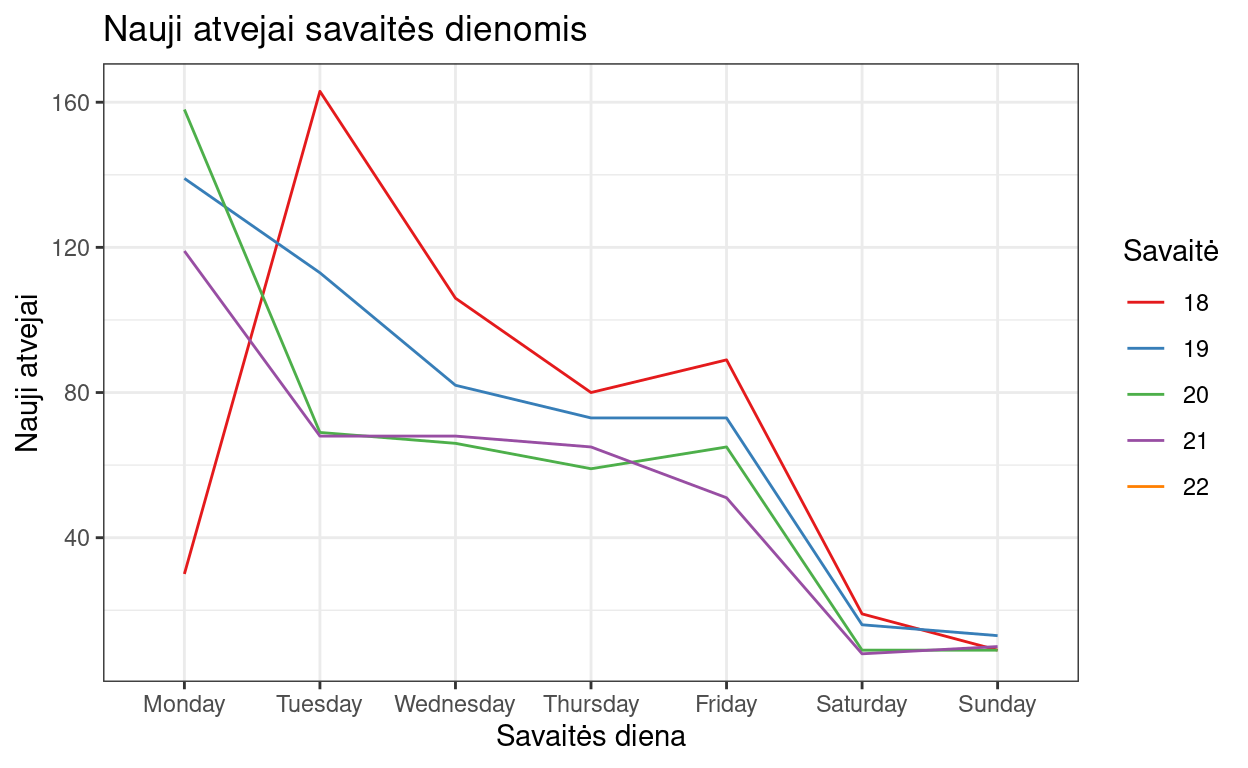 Nauji atvejai savaitės dienomis
Nauji atvejai
160
120
80
40
Monday Tuesday Wednesday Thursday Friday Saturday Sunday
Savaitės diena
Savaitė
18
19
20
21
22